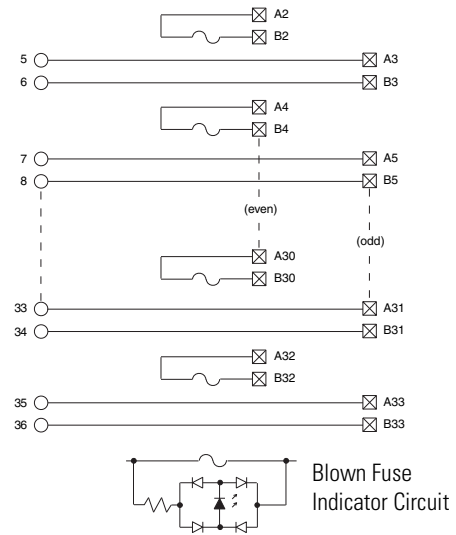 A2
B2
5 A3
6 B3
A4
B4
7 A5
8 B5
(even)
(odd)
A30
B30
33 A31
34 B31
A32
B32
35 A33
36 B33
Blown Fuse
Indicator Circuit